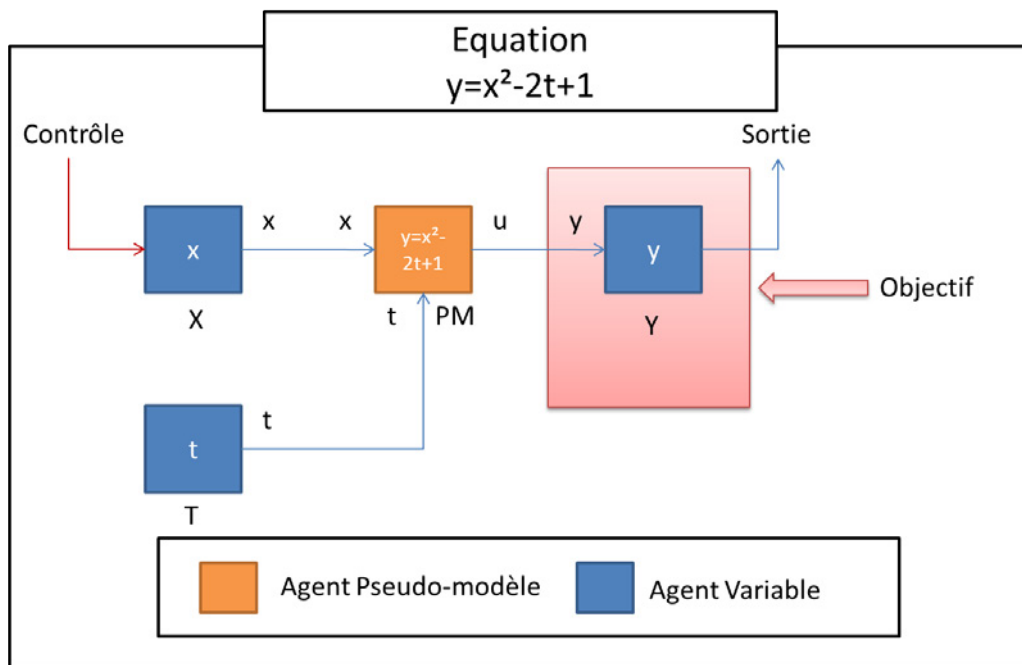 Equation
y=x²-2t+1
Contrôle
Sortie
x
x
x
y=x²-
2t+1
u
y
y
Objectif
X
t
PM
Y
t
t
T
Agent Pseudo-modèle
Agent Variable